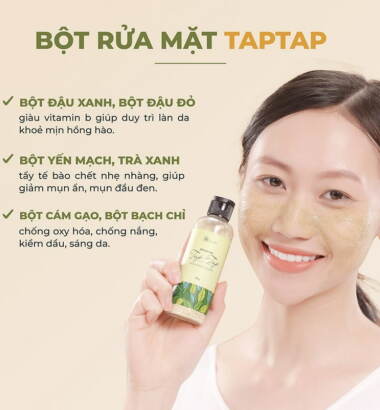 BỘT RỬA MẶT TAPTAP
BỘT ĐẬU XANH, BỘT ĐẬU ĐỎ
giàu vitamin b giúp duy trì làn da
khoẻ mịn hồng hào.
BỘT YẾN MẠCH, TRÀ XANH
tẩy tế bào chết nhẹ nhàng, giúp
giảm mụn ẩn, mụn đầu đen.
BỘT CÁM GẠO, BỘT BẠCH CHỈ
chống oxy hóa, chống nắng,
kiềm dầu, sáng da.